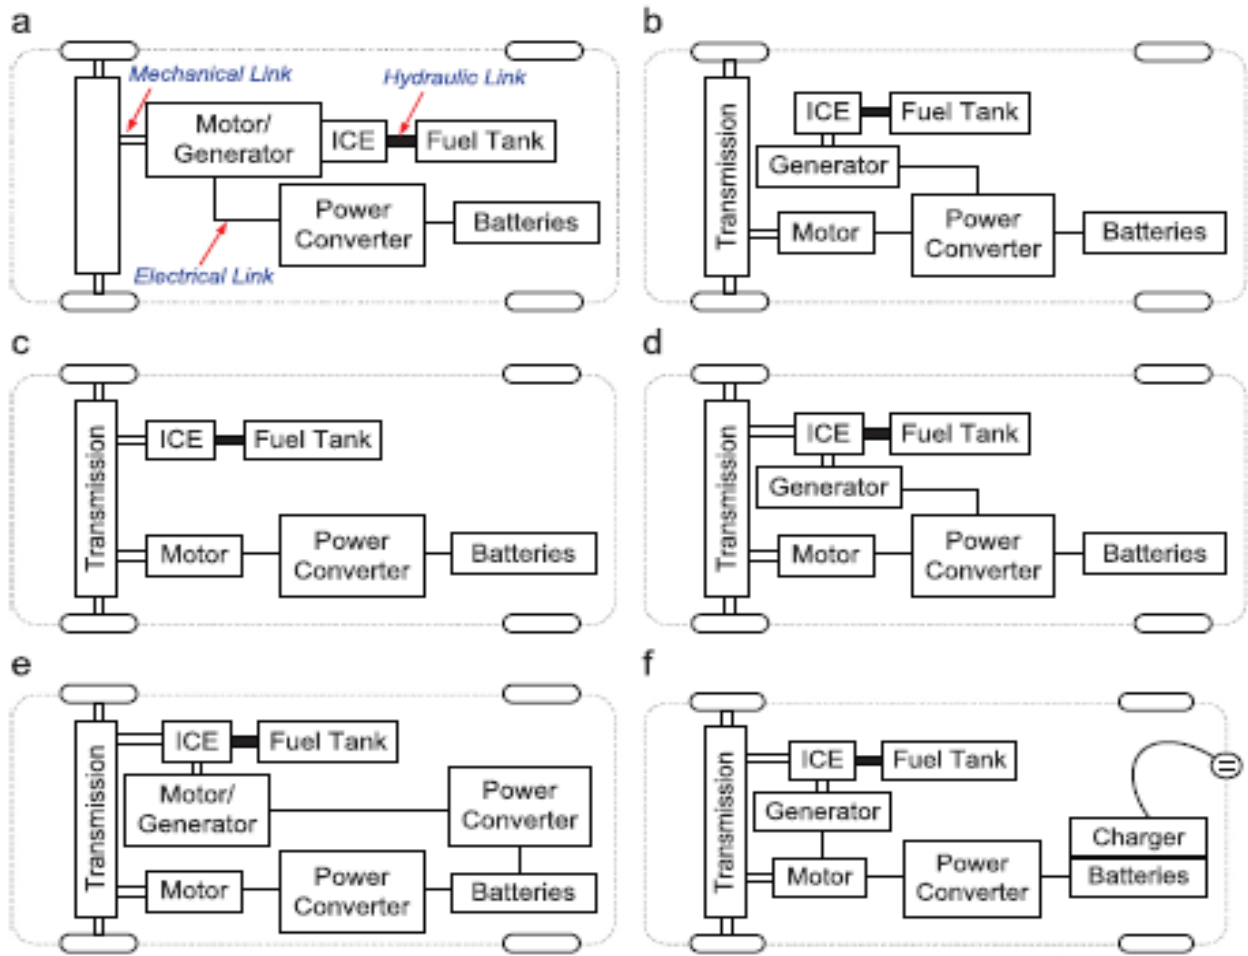 a
Mechanical Link
Hydraulic Link
Motor/
Generator
ICE
Fuel Tank
Power
Converter
Batteries
Electrical Link
b
Transmission
ICE
Fuel Tank
Generator
Motor
Power
Converter
Batteries
c
Transmission
ICE
Fuel Tank
Motor
Power
Converter
Batteries
d
Transmission
ICE
Fuel Tank
Generator
Motor
Power
Converter
Batteries
e
Transmission
ICE
Fuel Tank
Motor/
Generator
Power
Converter
Motor
Power
Converter
Batteries
f
Transmission
ICE
Fuel Tank
Generator
Motor
Power
Converter
Charger
Batteries